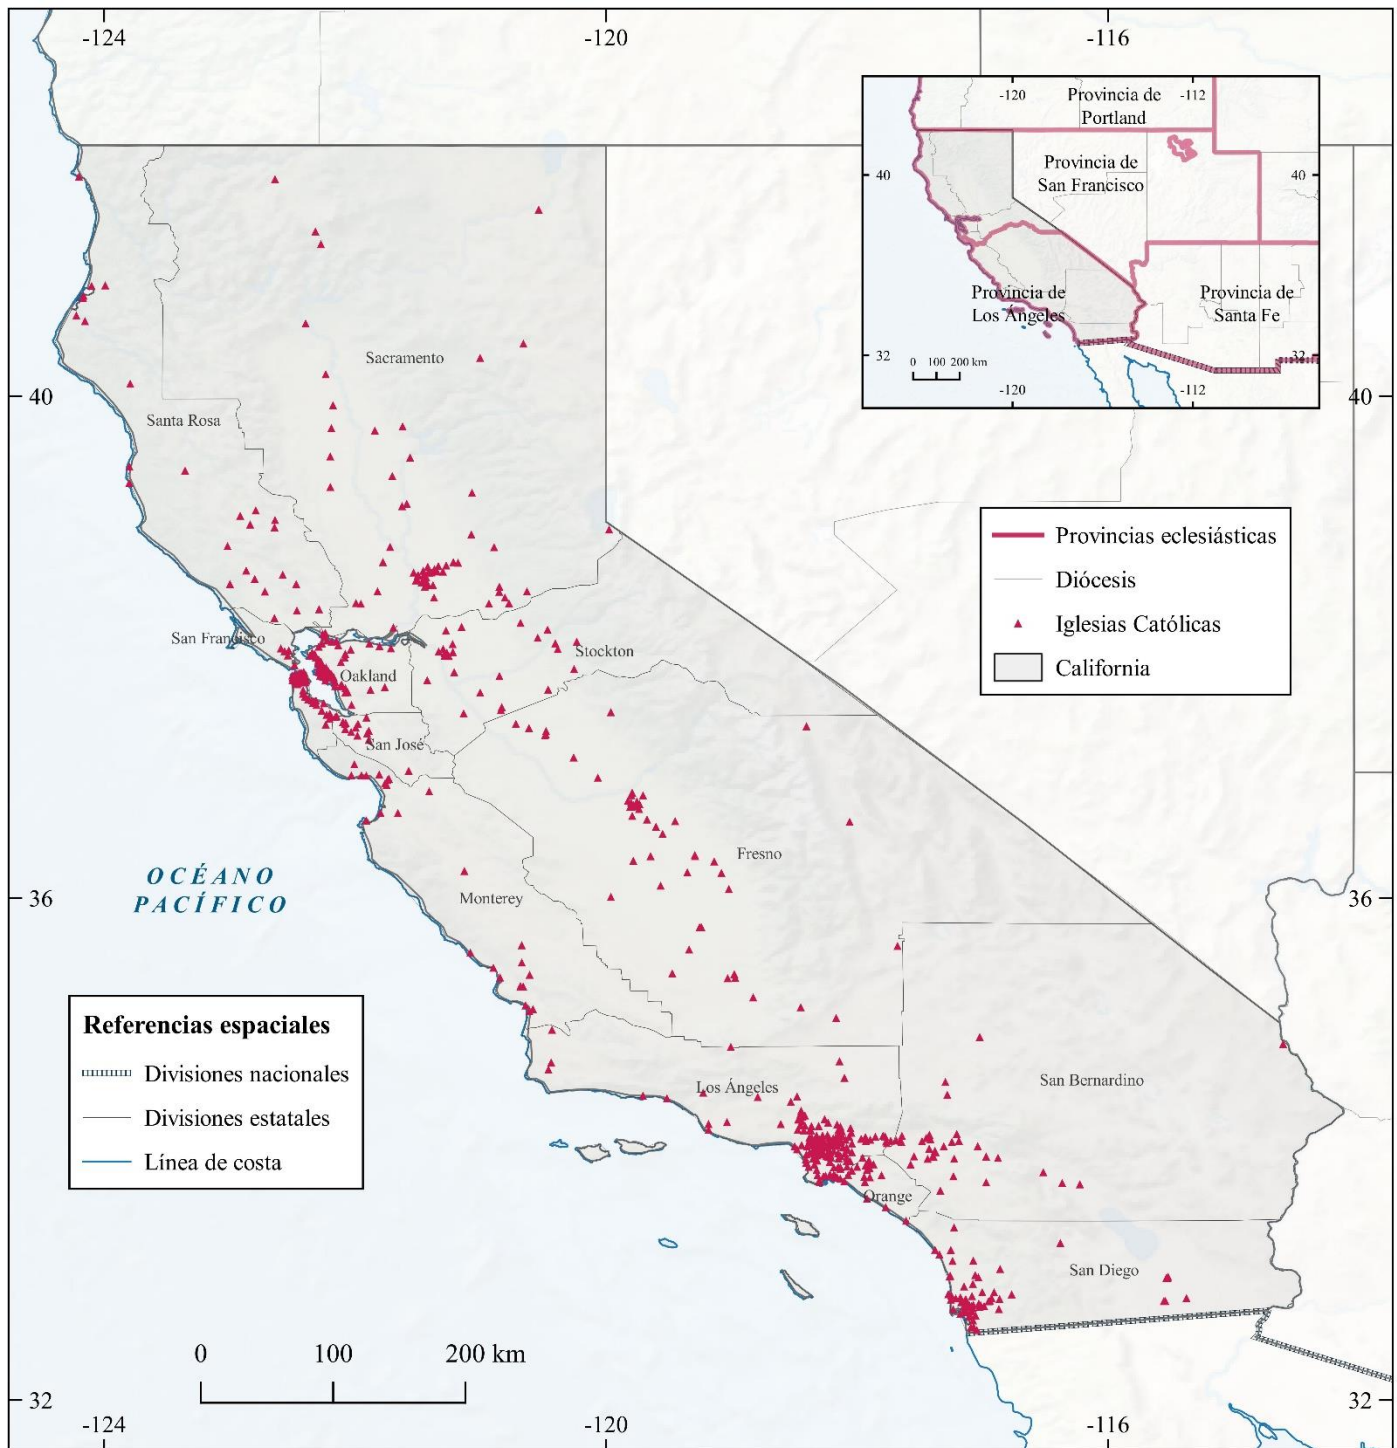 -124
-120
-116
-120
Provincia de
Portland
-112
40
Provincia de
San Francisco
40
Provincia de
Los Ángeles
Provincia de
Santa Fe
32
0 100 200 km
32
-120
-112
Sacramento
40
40
Santa Rosa
Provincias eclesiásticas
Diócesis
Iglesias Católicas
California
San Francisco
Stockton
Oakland
San José
Fresno
OCÉANO
PACÍFICO
Monterey
36
36
Referencias espaciales
Divisiones nacionales
Divisiones estatales
Línea de costa
San Bernardino
Los Ángeles
Orange
San Diego
0 100 200 km
32
32
-124
-120
-116